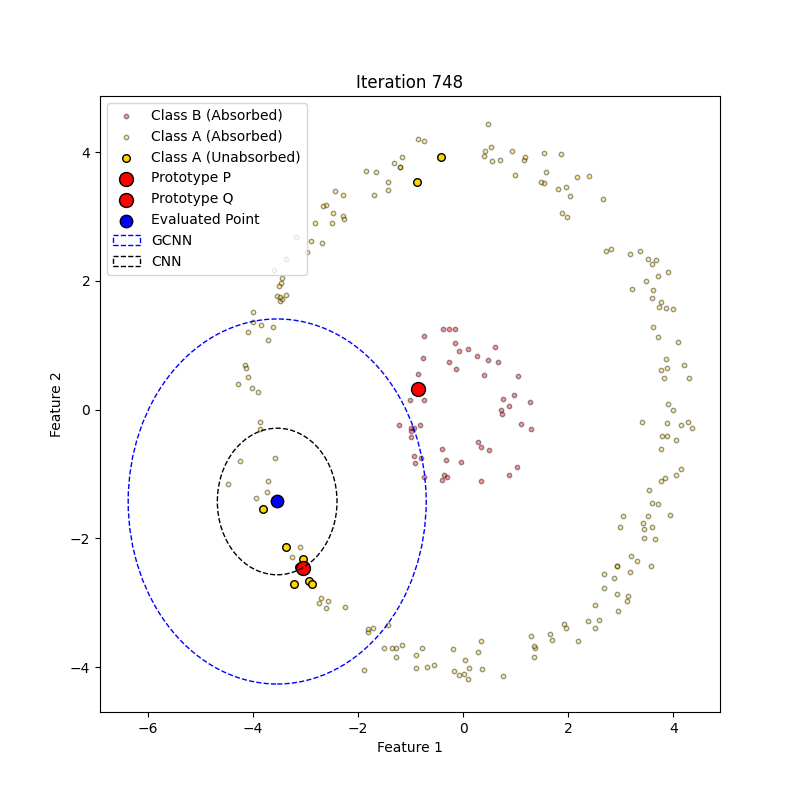 Iteration 748
Class B (Absorbed)
Class A (Absorbed)
Class A (Unabsorbed)
Prototype P
Prototype Q
Evaluated Point
GCNN
CNN
4
2
0
−2
−4
Feature 2
−6 −4 −2 0 2 4
Feature 1